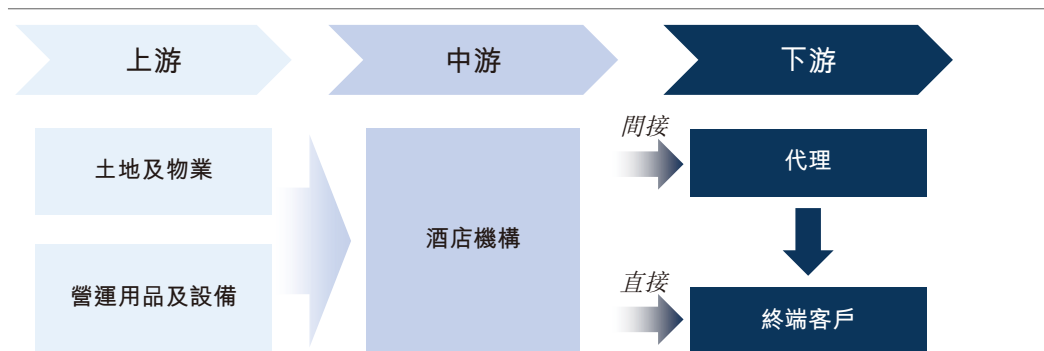 上游
中游
下游
土地及物業
營運用品及設備
酒店機構
間接
代理
直接
終端客戶